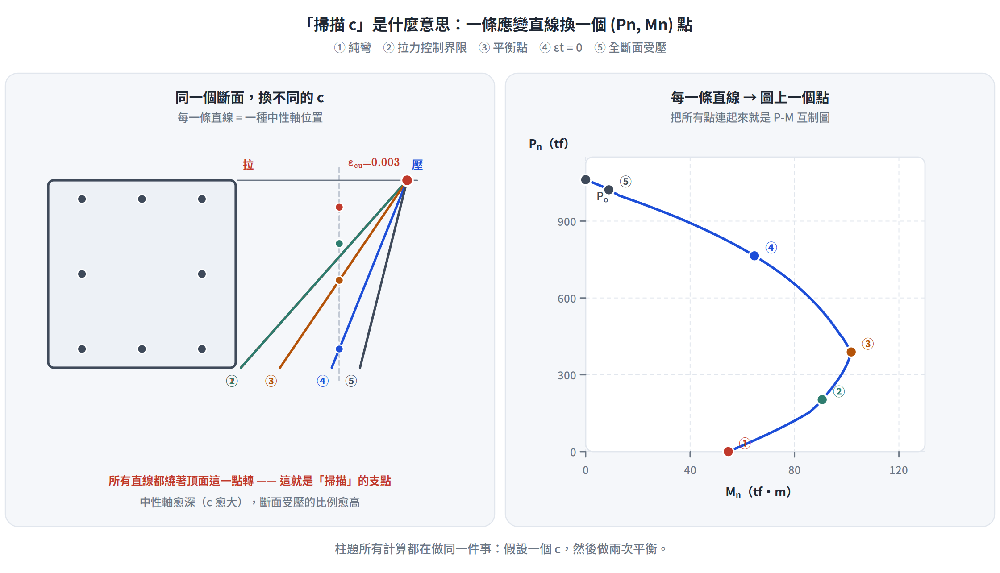 「掃描 c」是什麼意思：一條應變直線換一個 (Pn, Mn) 點
① 純彎 ② 拉力控制界限 ③ 平衡點 ④ εt = 0 ⑤ 全斷面受壓
同一個斷面，換不同的 c
每一條直線 = 一種中性軸位置
拉
εcu=0.003
壓
① ② ③ ④ ⑤
所有直線都繞著頂面這一點轉 —— 這就是「掃描」的支點
中性軸愈深（c 愈大），斷面受壓的比例愈高
每一條直線 → 圖上一個點
把所有點連起來就是 P-M 互制圖
Pn（tf）
⑤
Po
900
④
600
③
300
②
①
0
0 40 80 120
Mn（tf・m）
柱題所有計算都在做同一件事：假設一個 c，然後做兩次平衡。